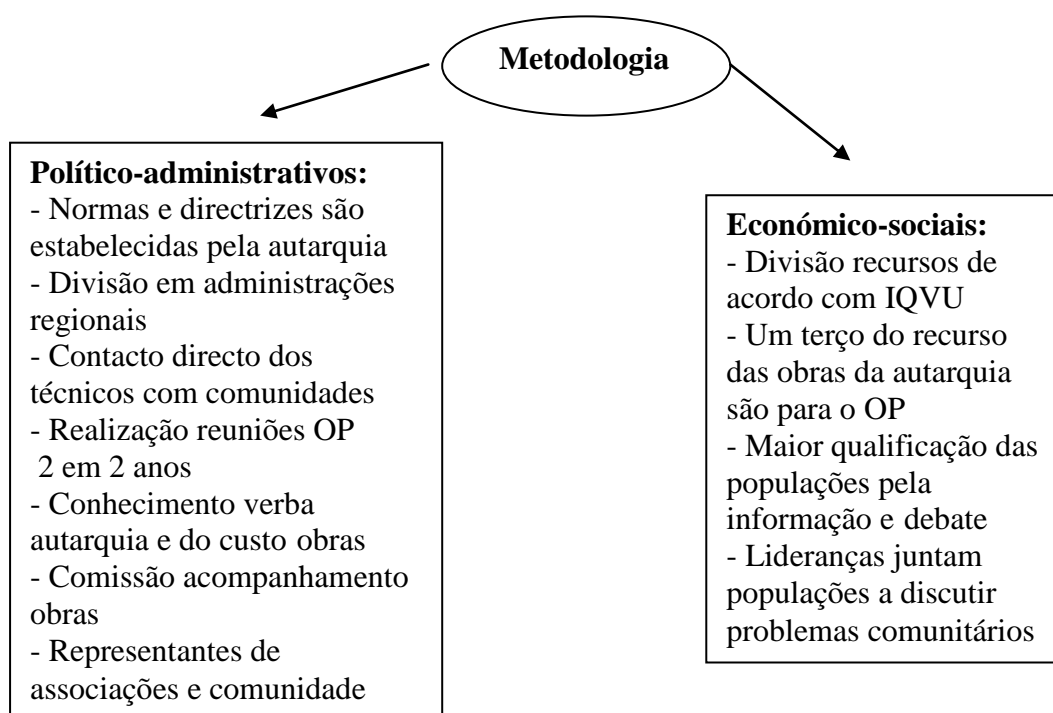 Metodologia
Político-administrativos:
- Normas e directrizes são
estabelecidas pela autarquia
- Divisão em administrações
regionais
- Contacto directo dos
técnicos com comunidades
- Realização reuniões OP
2 em 2 anos
- Conhecimento verba
autarquia e do custo obras
- Comissão acompanhamento
obras
- Representantes de
associações e comunidade
Económico-sociais:
- Divisão recursos de
acordo com IQVU
- Um terço do recurso
das obras da autarquia
são para o OP
- Maior qualificação das
populações pela
informação e debate
- Lideranças juntam
populações a discutir
problemas comunitários